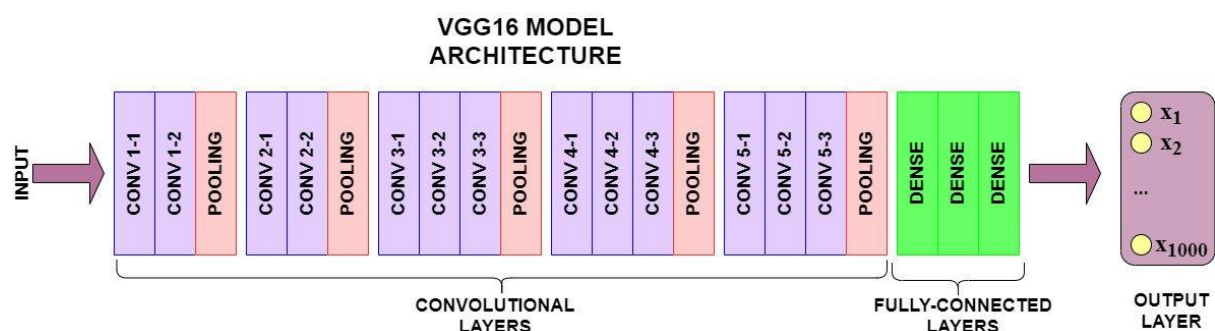 VGG16 MODEL
ARCHITECTURE
INPUT
CONV 1-1
CONV 1-2
POOLING
CONV 2-1
CONV 2-2
POOLING
CONV 3-1
CONV 3-2
CONV 3-3
POOLING
CONV 4-1
CONV 4-2
CONV 4-3
POOLING
CONV 5-1
CONV 5-2
CONV 5-3
POOLING
DENSE
DENSE
DENSE
x1
x2
...
x1000
CONVOLUTIONAL
LAYERS
FULLY-CONNECTED
LAYERS
OUTPUT
LAYER